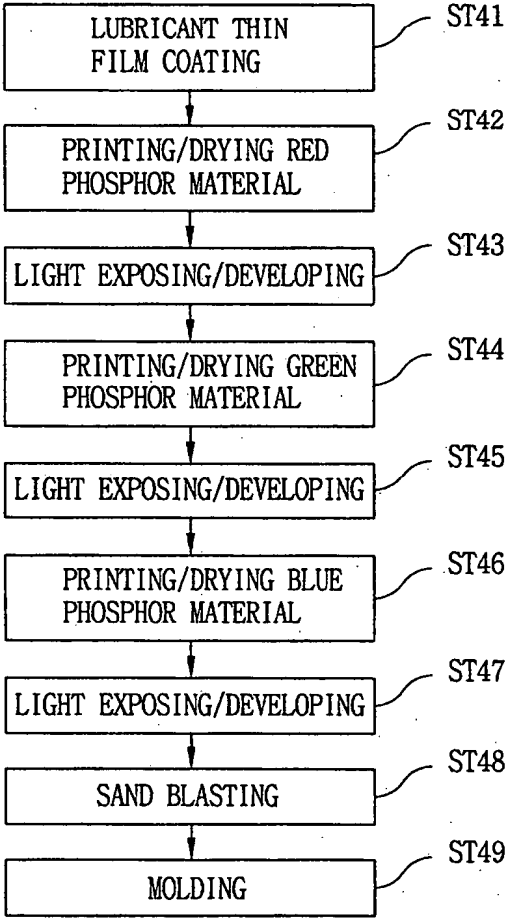 LUBRICANT THIN
FILM COATING
ST41
PRINTING/DRYING RED
PHOSPHOR MATERIAL
ST42
LIGHT EXPOSING/DEVELOPING
ST43
PRINTING/DRYING GREEN
PHOSPHOR MATERIAL
ST44
LIGHT EXPOSING/DEVELOPING
ST45
PRINTING/DRYING BLUE
PHOSPHOR MATERIAL
ST46
LIGHT EXPOSING/DEVELOPING
ST47
SAND BLASTING
ST48
MOLDING
ST49